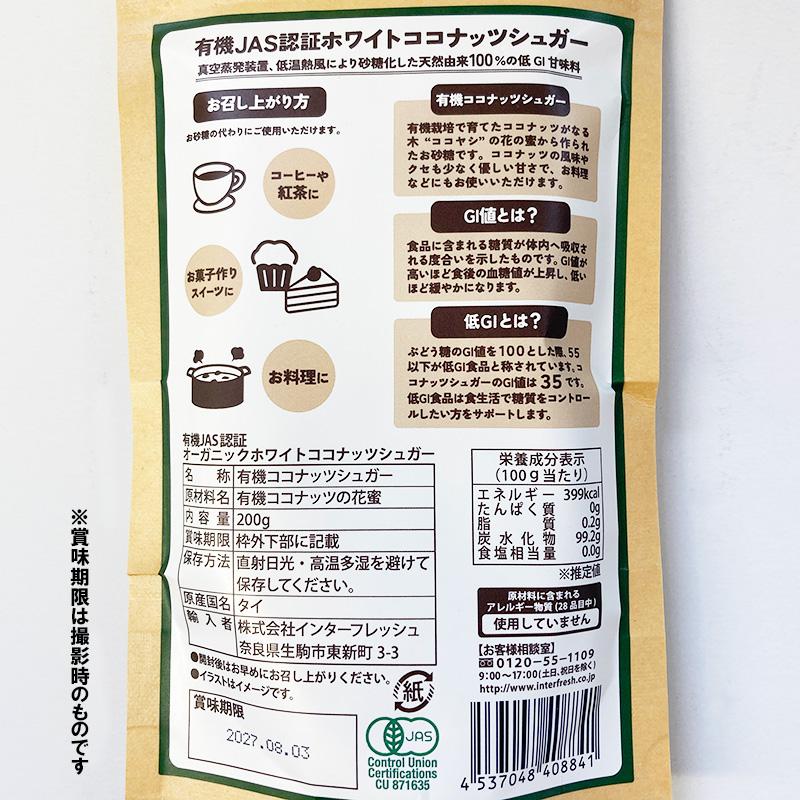 有機JAS認証ホワイトココナッツシュガー
真空蒸発装置、低温熱風により砂糖化した天然由来100%の低GI甘味料
お召し上がり方
お砂糖の代わりにご使用いただけます。
コーヒーや
紅茶に
お菓子作り
スイーツに
お料理に
有機ココナッツシュガー
有機栽培で育てたココナッツがなる
木“ココヤシ”の花の蜜から作られ
たお砂糖です。ココナッツの風味や
クセも少なく優しい甘さで、お料理
などにもお使いいただけます。
GI値とは?
食品に含まれる糖質が体内へ吸収さ
れる度合いを示したものです。GI値が
高いほど食後の血糖値が上昇し、低い
ほど緩やかになります。
低GIとは?
ぶどう糖のGI値を100とした際、55
以下が低GI食品と称されています。コ
コナッツシュガーのGI値は35です。
低GI食品は食生活で糖質をコントロー
ルしたい方をサポートします。
有機JAS認証
オーガニックホワイトココナッツシュガー
名称 有機ココナッツシュガー
原材料名 有機ココナッツの花蜜
内容量 200g
賞味期限 枠外下部に記載
保存方法 直射日光・高温多湿を避けて
保存してください。
原産国名 タイ
輸入者 株式会社インターフレッシュ
奈良県生駒市東新町3-3
●開封後はお早めにお召し上がりください。
●イラストはイメージです。
紙
賞味期限
2027.08.03
JAS
Control Union
Certifications
CU 871635
栄養成分表示
(100g当たり)
エネルギー 399kcal
たんぱく質 0g
脂質 0.2g
炭水化物 99.2g
食塩相当量 0.0g
※推定値
原材料に含まれる
アレルギー物質(28品目中)
使用していません
【お客様相談室】
0120-55-1109
9:00〜17:00(土日、祝日を除く)
http://www.interfresh.co.jp
4 537048 408841
※賞味期限は撮影時のものです